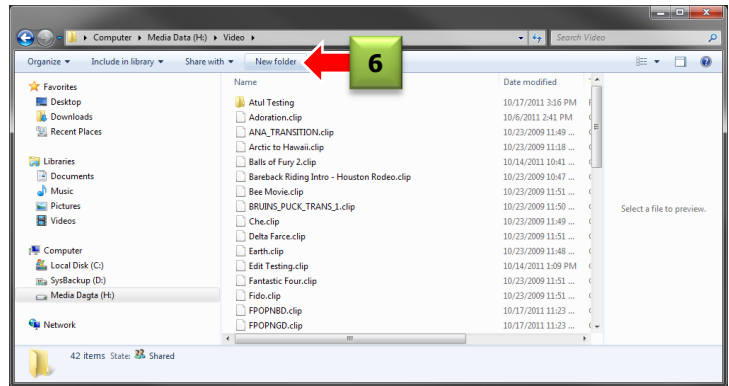 Computer ▸ Media Data (H:) ▸ Video ▸
Search Video
Organize ▾ Include in library ▾ Share with ▾ New folder
6
Favorites
Desktop
Downloads
Recent Places
Libraries
Documents
Music
Pictures
Videos
Computer
Local Disk (C:)
SysBackup (D:)
Media Dagta (H:)
Network
Name Date modified
Atul Testing 10/17/2011 3:16 PM
Adoration.clip 10/6/2011 2:41 PM
ANA_TRANSITION.clip 10/23/2009 11:49 ...
Arctic to Hawaii.clip 10/23/2009 11:18 ...
Balls of Fury 2.clip 10/14/2011 10:41 ...
Bareback Riding Intro - Houston Rodeo.clip 10/23/2009 10:47 ...
Bee Movie.clip 10/23/2009 11:51 ...
BRUINS_PUCK_TRANS_1.clip 10/23/2009 11:50 ...
Che.clip 10/23/2009 11:49 ...
Delta Farce.clip 10/23/2009 11:51 ...
Earth.clip 10/23/2009 11:48 ...
Edit Testing.clip 10/14/2011 1:09 PM
Fantastic Four.clip 10/23/2009 11:51 ...
Fido.clip 10/23/2009 11:51 ...
FPOPNBD.clip 10/17/2011 11:23 ...
FPOPNGD.clip 10/17/2011 11:23 ...
Select a file to preview.
42 items State: Shared